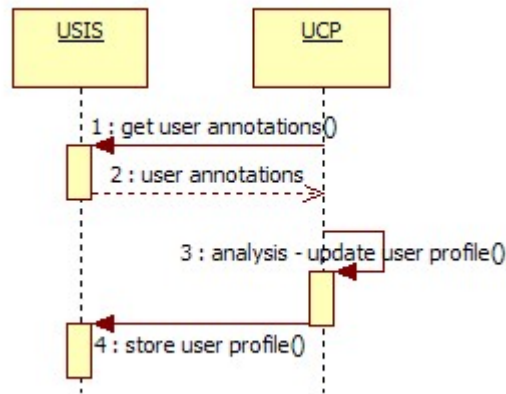 USIS
UCP
1 : get user annotations()
2 : user annotations
3 : analysis - update user profile()
4 : store user profile()